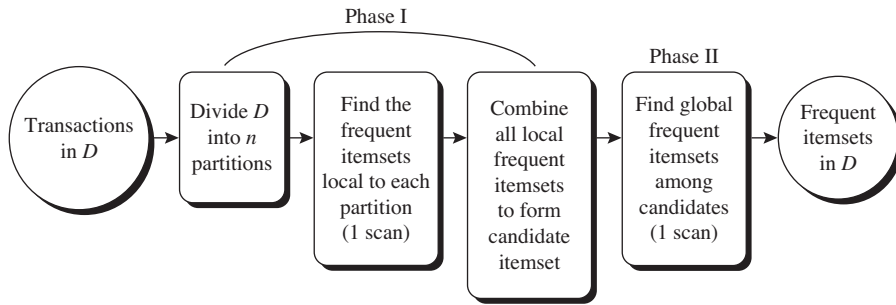 Phase I
Phase II
Transactions
in D
Divide D
into n
partitions
Find the
frequent
itemsets
local to each
partition
(1 scan)
Combine
all local
frequent
itemsets
to form
candidate
itemset
Find global
frequent
itemsets
among
candidates
(1 scan)
Frequent
itemsets
in D